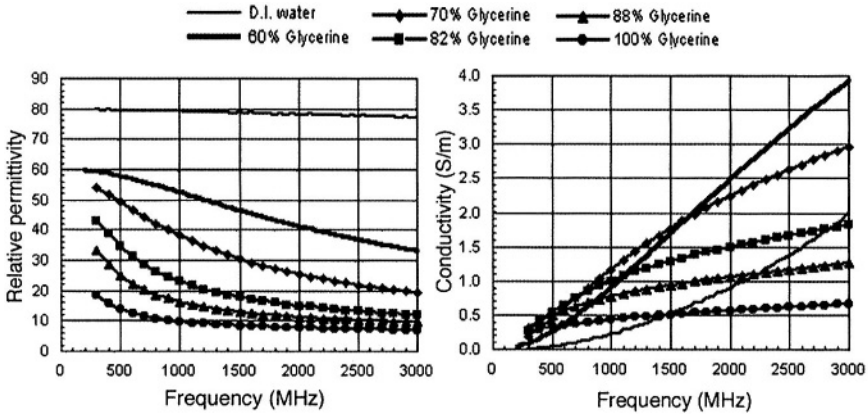 D.I. water 70% Glycerine 88% Glycerine
60% Glycerine 82% Glycerine 100% Glycerine
Relative permittivity
90
80
70
60
50
40
30
20
10
0
0 500 1000 1500 2000 2500 3000
Frequency (MHz)
Conductivity (S/m)
4.0
3.5
3.0
2.5
2.0
1.5
1.0
0.5
0.0
0 500 1000 1500 2000 2500 3000
Frequency (MHz)